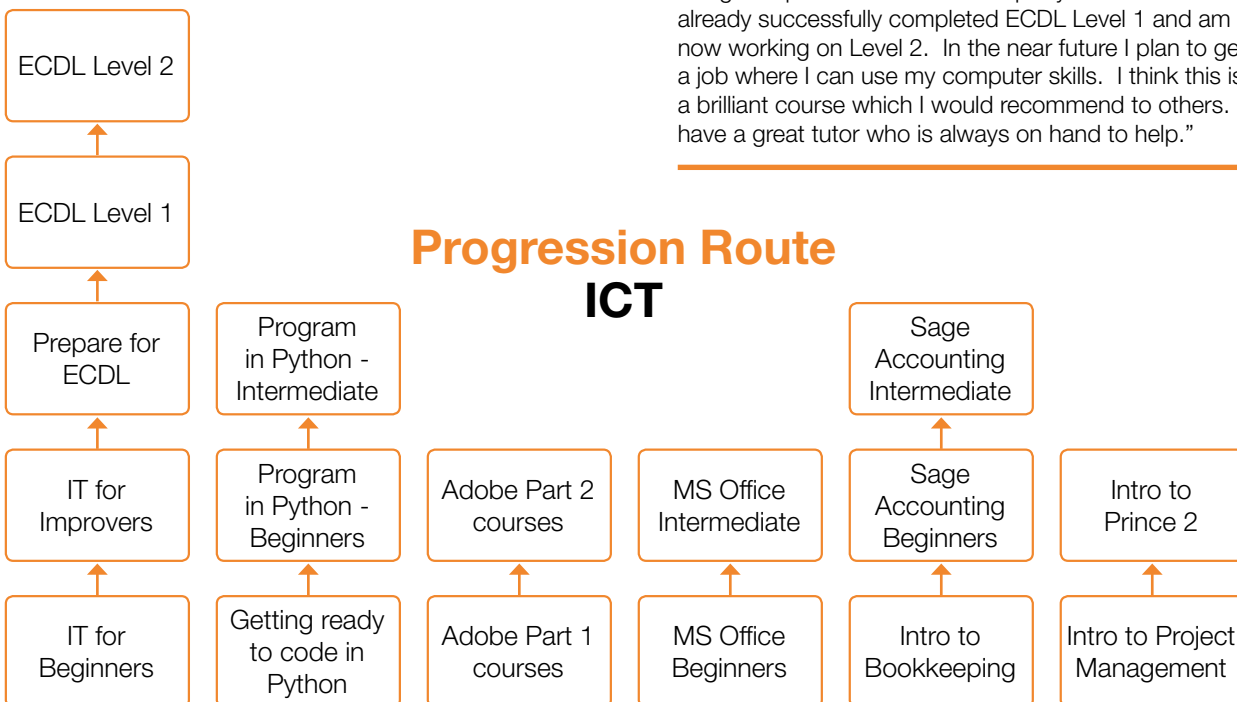 already successfully completed ECDL Level 1 and am
now working on Level 2. In the near future I plan to
a job where I can use my computer skills. I think this
a brilliant course which I would recommend to others.
have a great tutor who is always on hand to help.”
Progression Route
ICT
ECDL Level 2
ECDL Level 1
Prepare for
ECDL
IT for
Improvers
IT for
Beginners
Program
in Python -
Intermediate
Program
in Python -
Beginners
Getting ready
to code in
Python
Adobe Part 2
courses
Adobe Part 1
courses
MS Office
Intermediate
MS Office
Beginners
Sage
Accounting
Intermediate
Sage
Accounting
Beginners
Intro to
Bookkeeping
Intro to
Prince 2
Intro to Project
Management